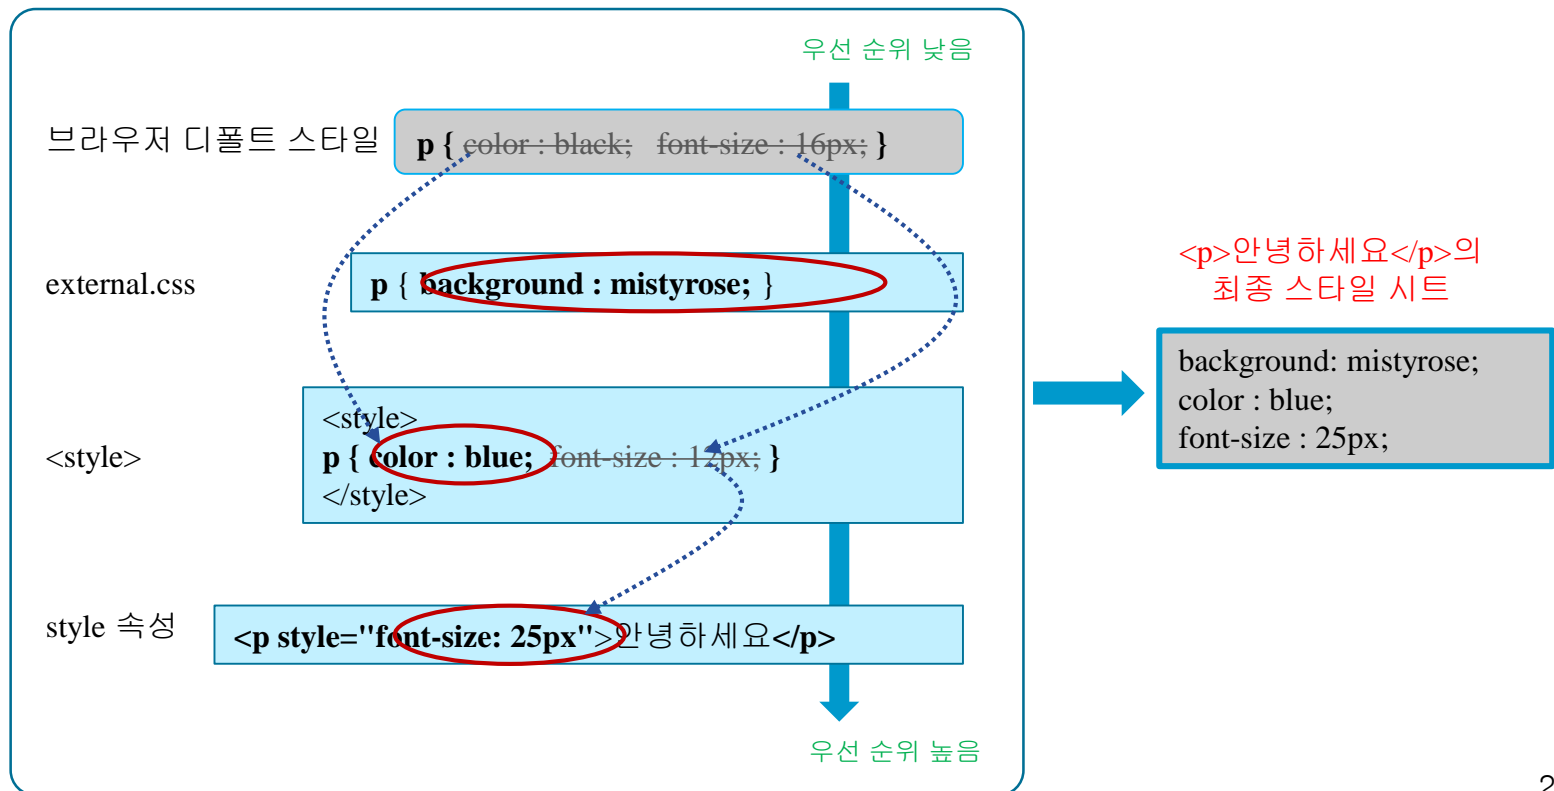 우선 순위 낮음
브라우저 디폴트 스타일
p { color : black; font-size : 16px; }
external.css
p { background : mistyrose; }
<style>
<style>
p { color : blue; font-size : 12px; }
</style>
style 속성
<p style="font-size: 25px">안녕하세요</p>
우선 순위 높음
<p>안녕하세요</p>의
최종 스타일 시트
background: mistyrose;
color : blue;
font-size : 25px;